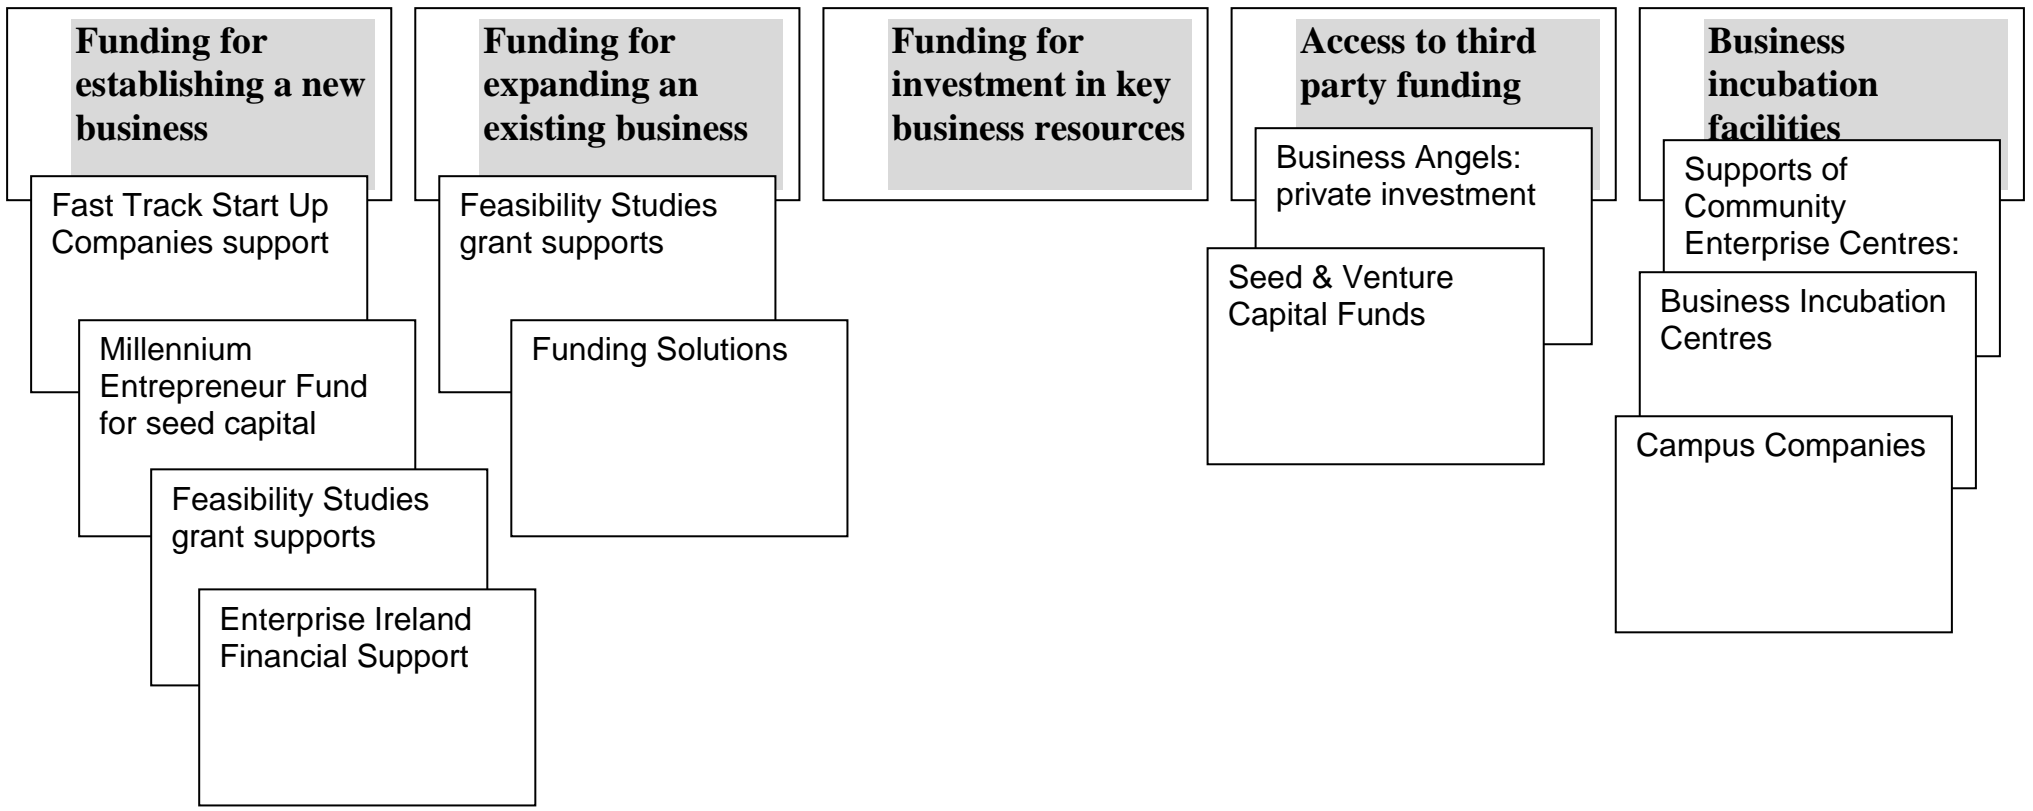 Funding for
establishing a new
business
Fast Track Start Up
Companies support
Millennium
Entrepreneur Fund
for seed capital
Feasibility Studies
grant supports
Enterprise Ireland
Financial Support
Funding for
expanding an
existing business
Feasibility Studies
grant supports
Funding Solutions
Funding for
investment in key
business resources
Access to third
party funding
Business Angels:
private investment
Seed & Venture
Capital Funds
Business
incubation
facilities
Supports of
Community
Enterprise Centres:
Business Incubation
Centres
Campus Companies